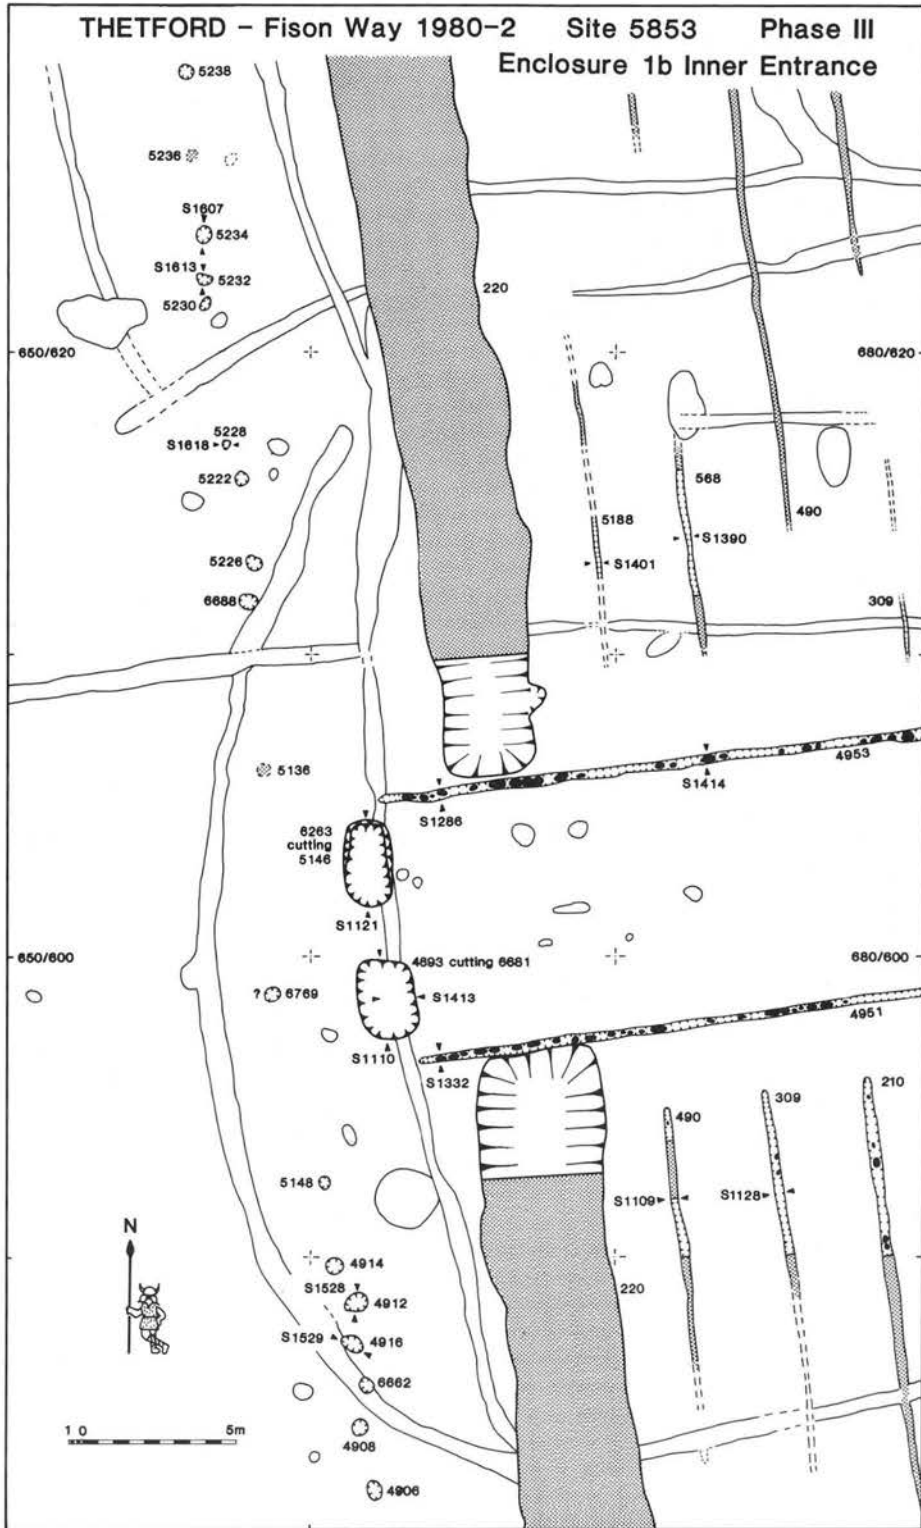 THETFORD – Fison Way 1980-2 Site 5853 Phase III
Enclosure 1b Inner Entrance
5238
5236
S1607
5234
S1613
5232
5230
220
650/620
680/620
5228
S1618
5222
568
490
5188
S1390
S1401
5226
6688
309
4953
5136
S1414
S1286
6263
cutting
5146
S1121
650/600
4693 cutting 6681
680/600
? 6769
S1413
4951
S1110
S1332
490
309
210
5148
S1109
S1128
N
4914
S1528
4912
220
S1529
4916
6662
1 0 5m
4908
4906